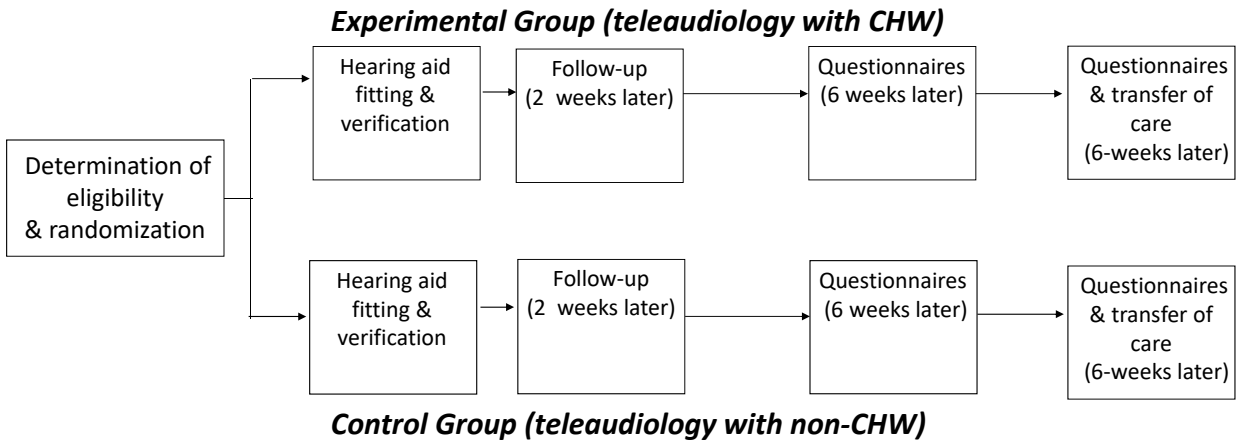 Experimental Group (teleaudiology with CHW)
Determination of
eligibility
& randomization
Hearing aid
fitting &
verification
Follow-up
(2 weeks later)
Questionnaires
(6 weeks later)
Questionnaires
& transfer of
care
(6-weeks later)
Hearing aid
fitting &
verification
Follow-up
(2 weeks later)
Questionnaires
(6 weeks later)
Questionnaires
& transfer of
care
(6-weeks later)
Control Group (teleaudiology with non-CHW)